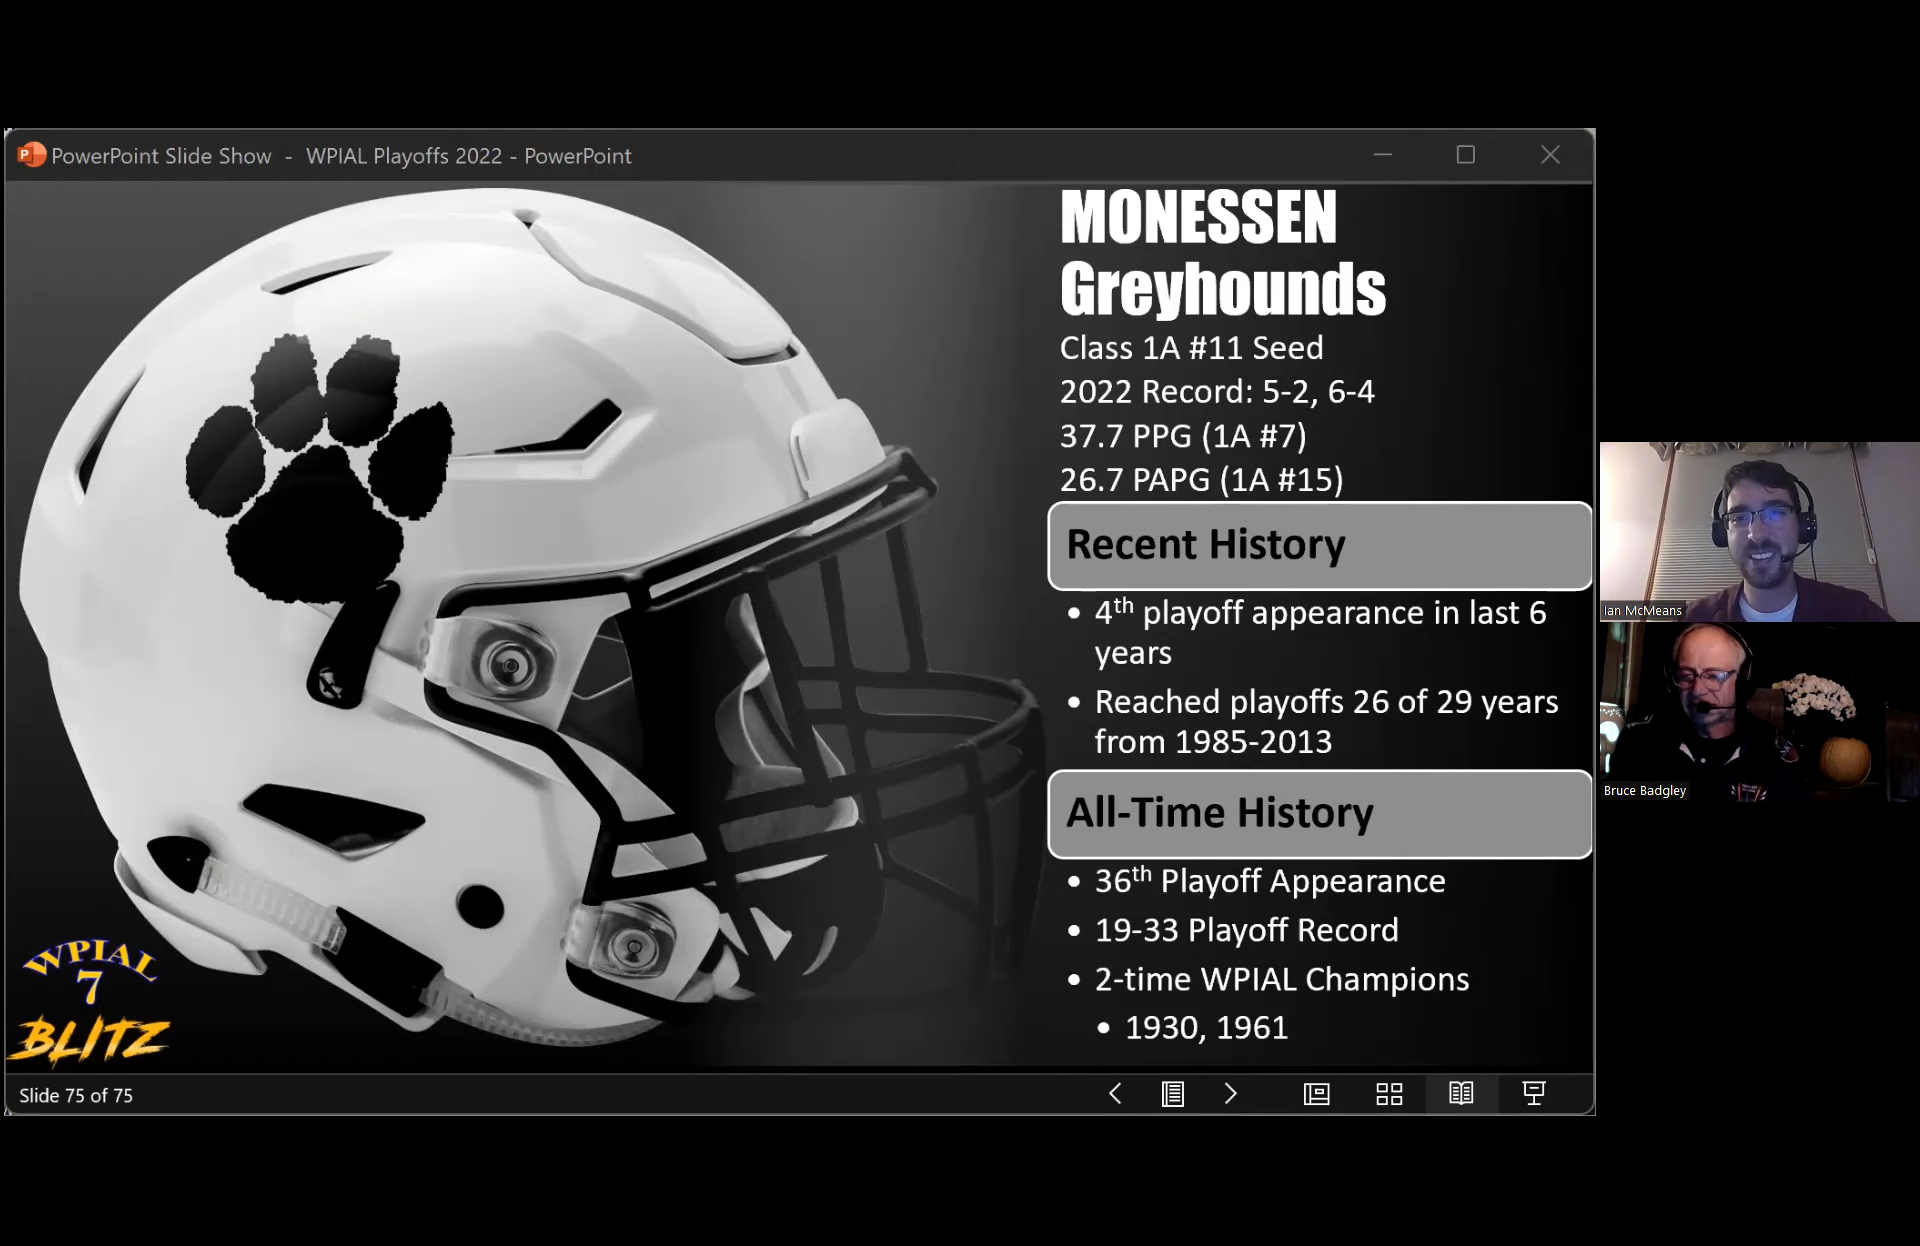 PowerPoint Slide Show - WPIAL Playoffs 2022 - PowerPoint
MONESSEN
Greyhounds
Class 1A #11 Seed
2022 Record: 5-2, 6-4
37.7 PPG (1A #7)
26.7 PAPG (1A #15)
Recent History
• 4th playoff appearance in last 6
years
• Reached playoffs 26 of 29 years
from 1985-2013
All-Time History
• 36th Playoff Appearance
• 19-33 Playoff Record
• 2-time WPIAL Champions
• 1930, 1961
WPIAL
7
BLITZ
Slide 75 of 75
Ian McMeans
Bruce Badgley